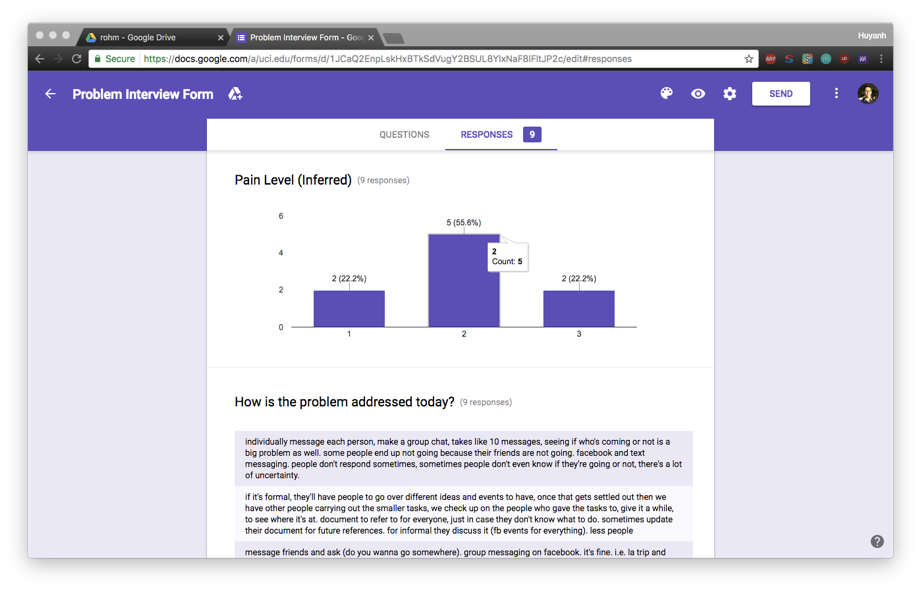 rohm - Google Drive
Problem Interview Form - Goo
Huyanh
Secure
https://docs.google.com/a/uci.edu/forms/d/1JCaQ2EnpLskHxBTkSdVugY2BSUL8YlxNaF8lFltJP2c/edit#responses
Problem Interview Form
SEND
QUESTIONS
RESPONSES 9
Pain Level (Inferred) (9 responses)
6
4
2
0
2 (22.2%)
5 (55.6%)
2 (22.2%)
2
Count: 5
1 2 3
How is the problem addressed today? (9 responses)
individually message each person, make a group chat, takes like 10 messages, seeing if who's coming or not is a
big problem as well. some people end up not going because their friends are not going. facebook and text
messaging. people don't respond sometimes, sometimes people don't even know if they're going or not, there's a lot
of uncertainty.
if it's formal, they'll have people to go over different ideas and events to have, once that gets settled out then we
have other people carrying out the smaller tasks, we check up on the people who gave the tasks to, give it a while,
to see where it's at. document to refer to for everyone, just in case they don't know what to do. sometimes update
their document for future references. for informal they discuss it (fb events for everything). less people
message friends and ask (do you wanna go somewhere). group messaging on facebook. it's fine. i.e. la trip and